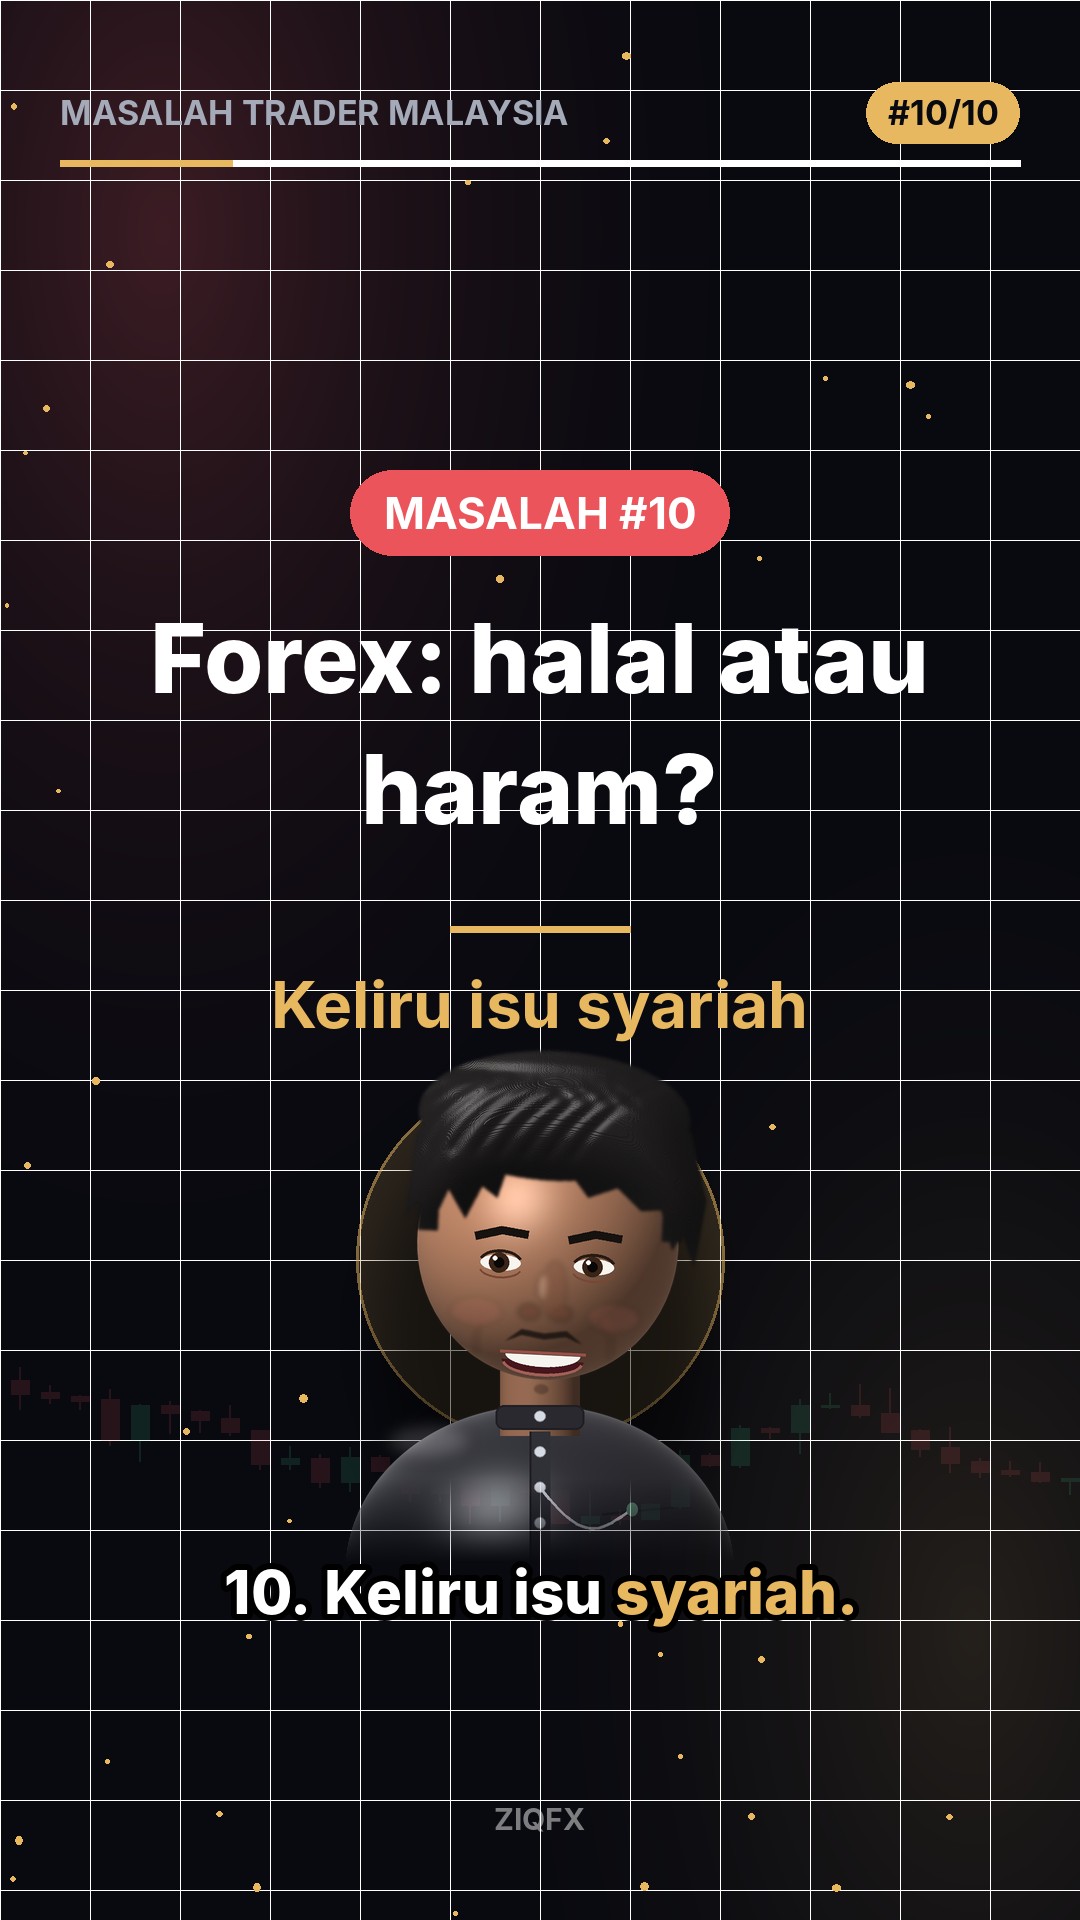 MASALAH TRADER MALAYSIA
#10/10
MASALAH #10
Forex: halal atau
haram?
Keliru isu syariah
10. Keliru isu syariah.
ZIQFX